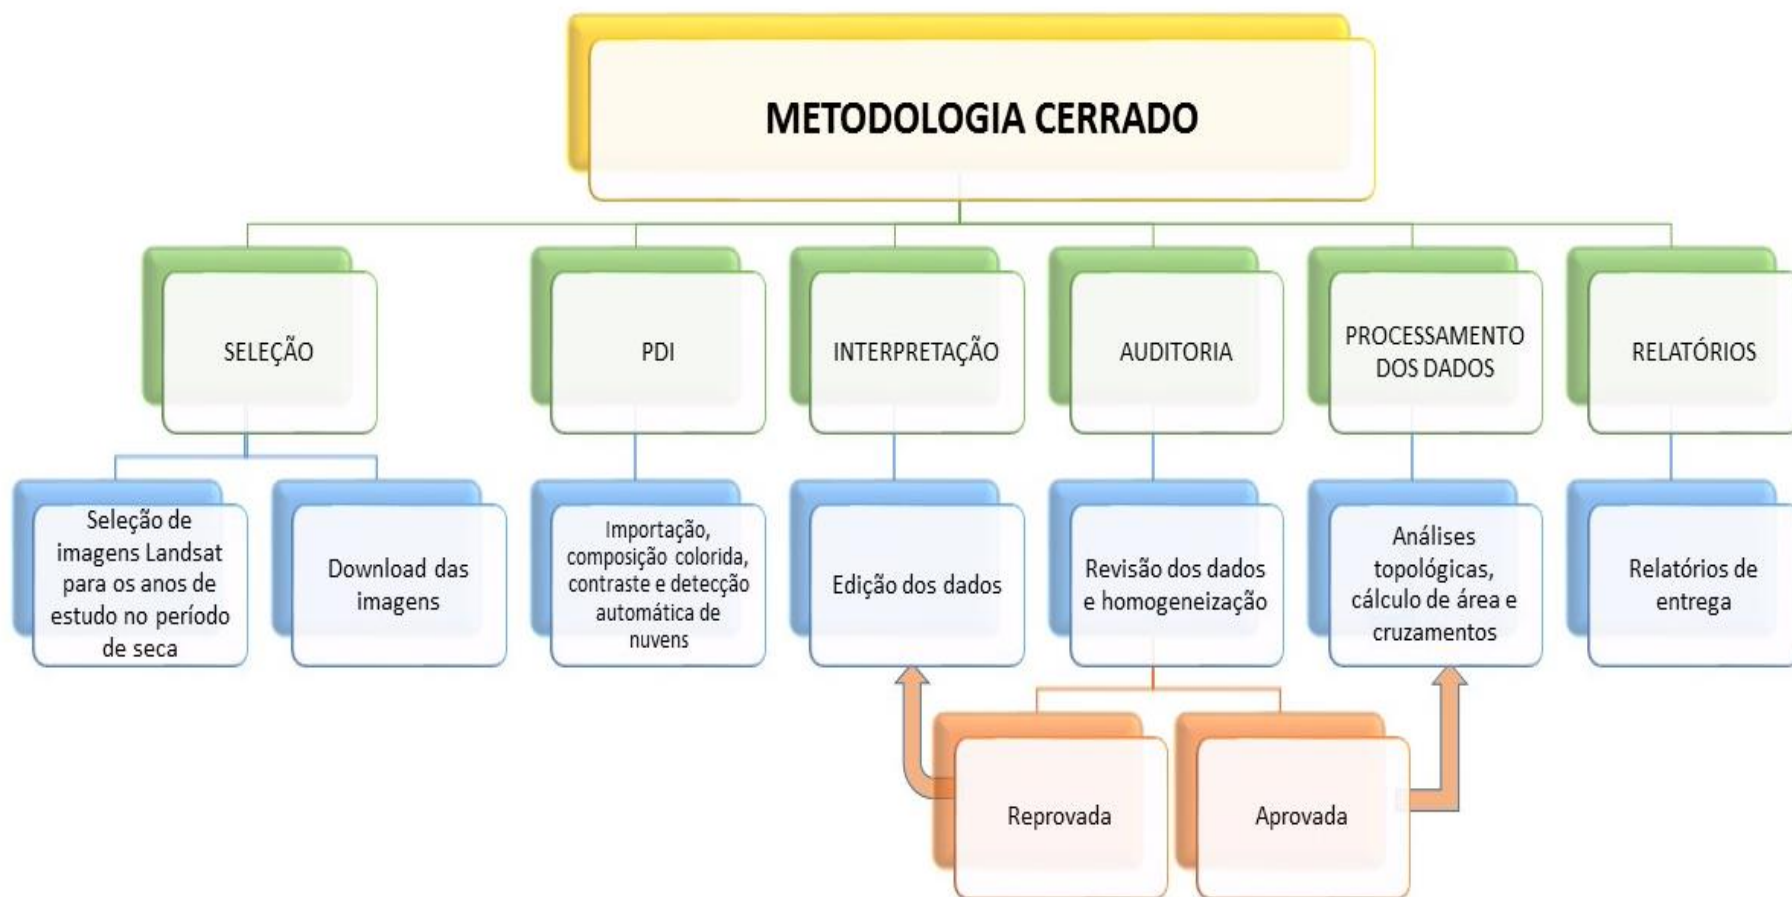 METODOLOGIA CERRADO
SELEÇÃO
PDI
INTERPRETAÇÃO
AUDITORIA
PROCESSAMENTO
DOS DADOS
RELATÓRIOS
Seleção de
imagens Landsat
para os anos de
estudo no período
de seca
Download das
imagens
Importação,
composição colorida,
contraste e detecção
automática de
nuvens
Edição dos dados
Revisão dos dados
e homogeneização
Análises
topológicas,
cálculo de área e
cruzamentos
Relatórios de
entrega
Reprovada
Aprovada